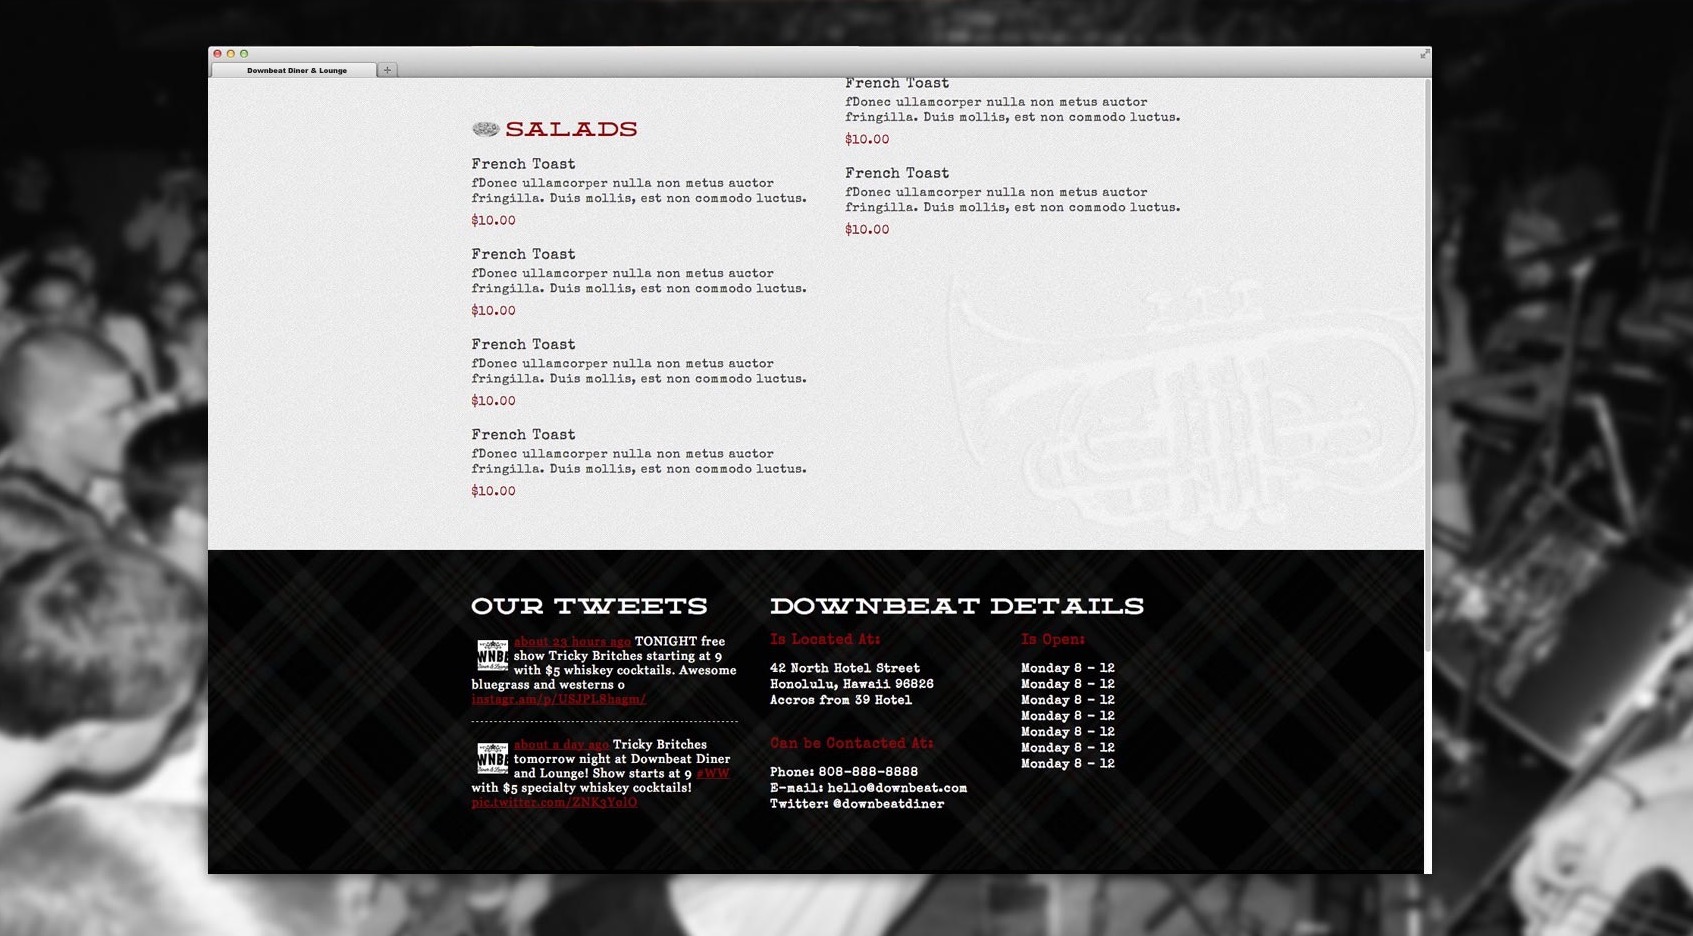 Downbeat Diner & Lounge
SALADS
French Toast
fDonec ullamcorper nulla non metus auctor
fringilla. Duis mollis, est non commodo luctus.
$10.00
French Toast
fDonec ullamcorper nulla non metus auctor
fringilla. Duis mollis, est non commodo luctus.
$10.00
French Toast
fDonec ullamcorper nulla non metus auctor
fringilla. Duis mollis, est non commodo luctus.
$10.00
French Toast
fDonec ullamcorper nulla non metus auctor
fringilla. Duis mollis, est non commodo luctus.
$10.00
French Toast
fDonec ullamcorper nulla non metus auctor
fringilla. Duis mollis, est non commodo luctus.
$10.00
French Toast
fDonec ullamcorper nulla non metus auctor
fringilla. Duis mollis, est non commodo luctus.
$10.00
OUR TWEETS
about 23 hours ago TONIGHT free
show Tricky Britches starting at 9
with $5 whiskey cocktails. Awesome
bluegrass and westerns o
instagr.am/p/USJPL8hagm/
about a day ago Tricky Britches
tomorrow night at Downbeat Diner
and Lounge! Show starts at 9 #WW
with $5 specialty whiskey cocktails!
pic.twitter.com/ZNK3YolO
DOWNBEAT DETAILS
Is Located At:
42 North Hotel Street
Honolulu, Hawaii 96826
Accros from 39 Hotel
Can be Contacted At:
Phone: 808-888-8888
E-mail: hello@downbeat.com
Twitter: @downbeatdiner
Is Open:
Monday 8 - 12
Monday 8 - 12
Monday 8 - 12
Monday 8 - 12
Monday 8 - 12
Monday 8 - 12
Monday 8 - 12